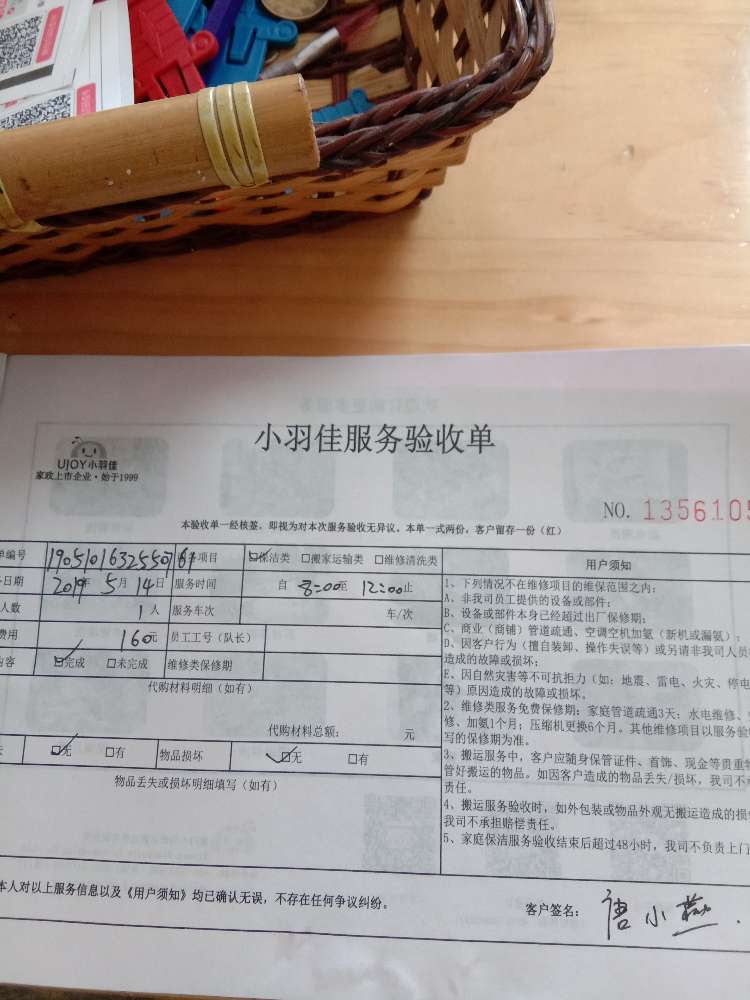 小羽佳服务验收单
UJOY小羽佳
家政上市企业·始于1999
NO. 1356105
本验收单一经核签，即视为对本次服务验收无异议。本单一式两份，客户留存一份（红）
单编号 项目 ☑保洁类 □搬家运输类 □维修清洗类
日期 2019年 5月 14日 服务时间 自 8:00至 12:00止
人数 1人 服务车次 车/次
费用 160元 员工工号（队长）
内容 ☑完成 □未完成 维修类保修期
代购材料明细（如有）
代购材料总额： 元
☑无 □有 物品损坏 ☑无 □有
物品丢失或损坏明细填写（如有）
用户须知
1、下列情况不在维修项目的维保范围之内：
A、非我司员工提供的设备或部件；
B、设备或部件本身已经超过出厂保修期；
C、商业（商铺）管道疏通、空调空机加氨（新机或漏氨）；
D、因客户行为（擅自装卸、操作失误等）或另请非我司人员
造成的故障或损坏；
E、因自然灾害等不可抗拒力（如：地震、雷电、火灾、停电
等）原因造成的故障或损坏。
2、维修类服务免费保修期：家庭管道疏通3天；水电维修、
修、加氨1个月；压缩机更换6个月。其他维修项目以服务验
写的保修期为准。
3、搬运服务中，客户应随身保管证件、首饰、现金等贵重物
管好搬运的物品。如因客户造成的物品丢失/损坏，我司不
责任。
4、搬运服务验收时，如外包装或物品外观无搬运造成的损
我司不承担赔偿责任。
5、家庭保洁服务验收结束后超过48小时，我司不负责上门
本人对以上服务信息以及《用户须知》均已确认无误，不存在任何争议纠纷。
客户签名： 唐小燕